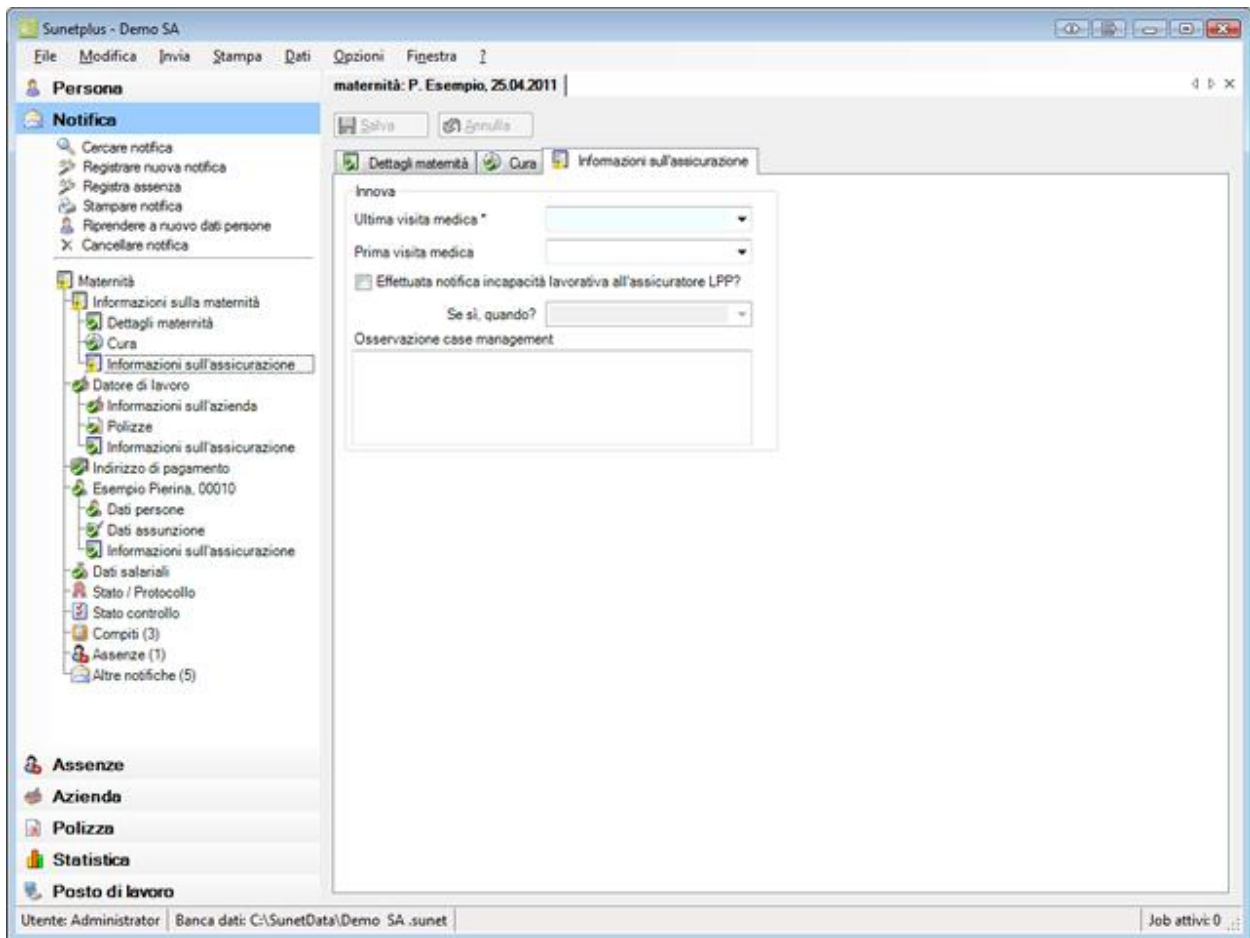 Sunetplus - Demo SA
File Modifica Invia Stampa Dati Opzioni Finestra ?
Persona
Notifica
Cercare notifica
Registrare nuova notifica
Registra assenza
Stampare notifica
Riprendere a nuovo dati persone
Cancellare notifica
Maternità
Informazioni sulla maternità
Dettagli maternità
Cura
Informazioni sull'assicurazione
Datore di lavoro
Informazioni sull'azienda
Polizze
Informazioni sull'assicurazione
Indirizzo di pagamento
Esempio Pierina, 00010
Dati persone
Dati assunzione
Informazioni sull'assicurazione
Dati salariali
Stato / Protocollo
Stato controllo
Compiti (3)
Assenze (1)
Altre notifiche (5)
Assenze
Azienda
Polizza
Statistica
Posto di lavoro
maternità: P. Esempio, 25.04.2011
Salva Annulla
Dettagli maternità Cura Informazioni sull'assicurazione
Innova
Ultima visita medica *
Prima visita medica
Effettuata notifica incapacità lavorativa all'assicuratore LPP?
Se sì, quando?
Osservazione case management
Utente: Administrator Banca dati: C:\SunetData\Demo SA .sunet Job attivi: 0